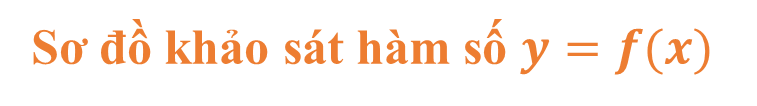 Sơ đồ khảo sát hàm số y = f(x)